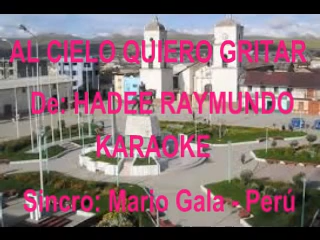 AL CIELO QUIERO GRITAR
De: HADEE RAYMUNDO
KARAOKE
Sincro: Mario Gala - Perú